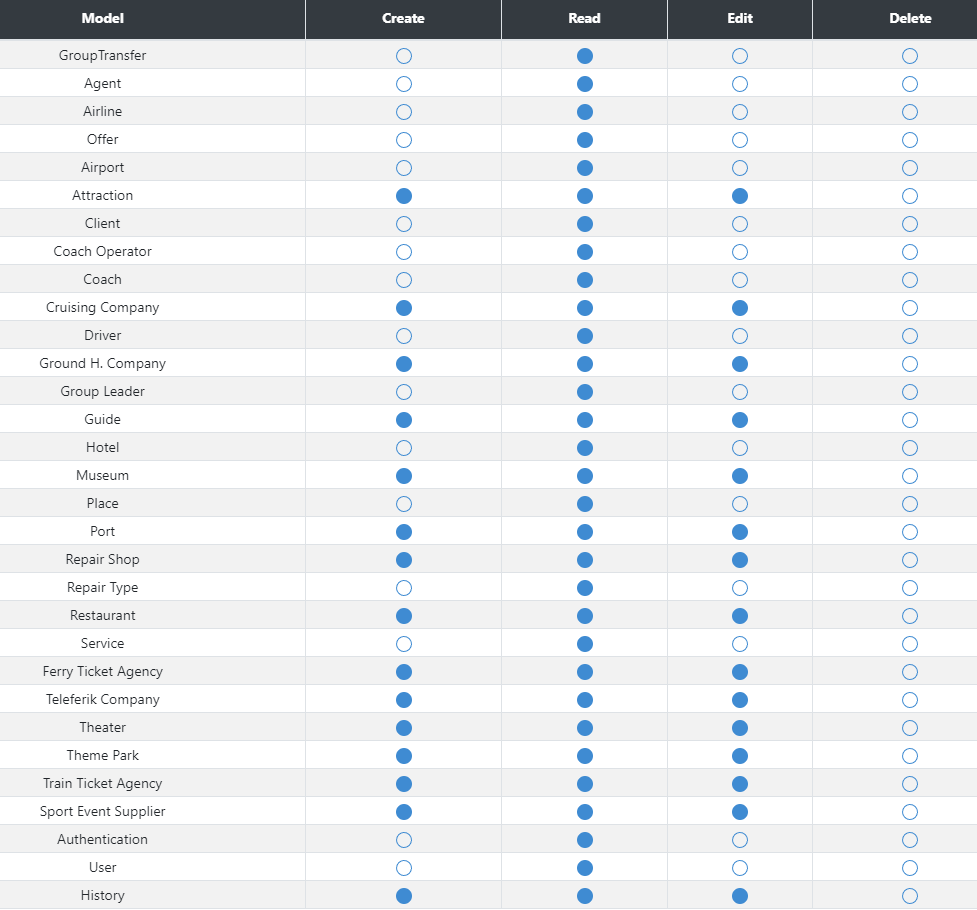 Model Create Read Edit Delete
GroupTransfer
Agent
Airline
Offer
Airport
Attraction
Client
Coach Operator
Coach
Cruising Company
Driver
Ground H. Company
Group Leader
Guide
Hotel
Museum
Place
Port
Repair Shop
Repair Type
Restaurant
Service
Ferry Ticket Agency
Teleferik Company
Theater
Theme Park
Train Ticket Agency
Sport Event Supplier
Authentication
User
History